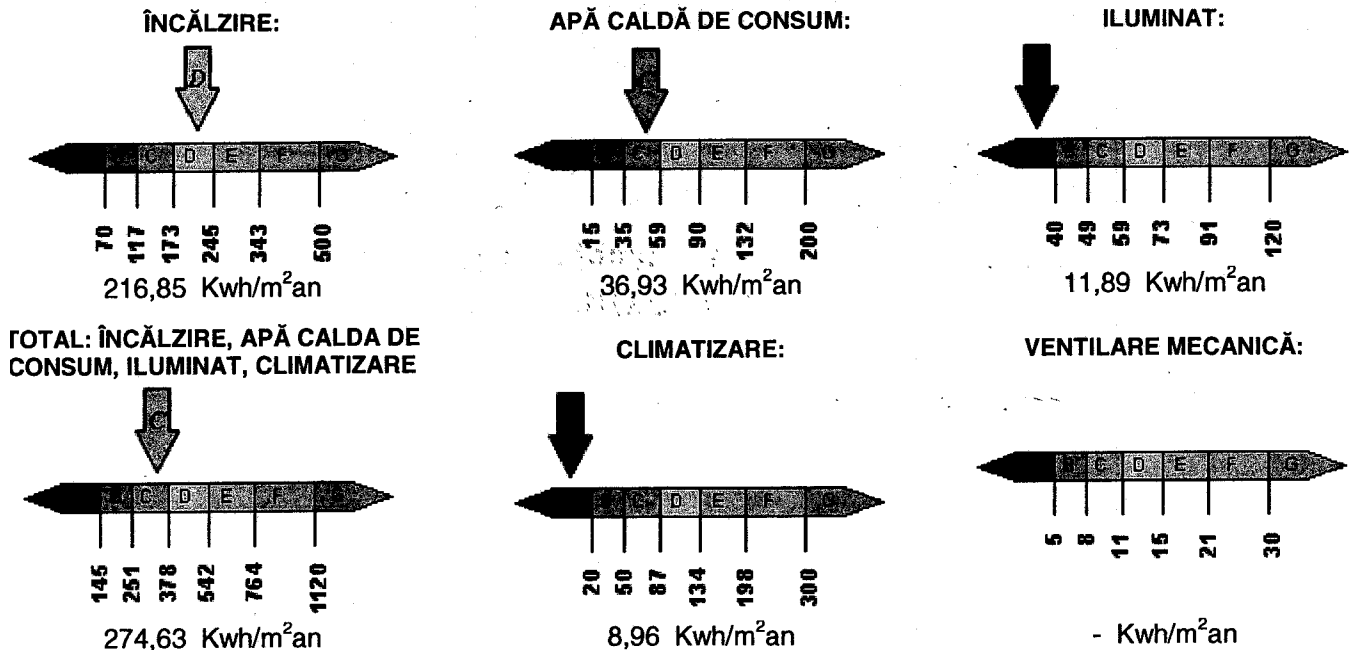 ÎNCĂLZIRE:
D
C D E F G
70 117 173 245 343 500
216,85 Kwh/m²an
APĂ CALDĂ DE CONSUM:
C D E F G
15 35 59 90 132 200
36,93 Kwh/m²an
ILUMINAT:
C D E F G
40 49 59 73 91 120
11,89 Kwh/m²an
TOTAL: ÎNCĂLZIRE, APĂ CALDA DE
CONSUM, ILUMINAT, CLIMATIZARE
C
C D E F
145 251 378 542 764 1120
274,63 Kwh/m²an
CLIMATIZARE:
C D E F G
20 50 87 134 198 300
8,96 Kwh/m²an
VENTILARE MECANICĂ:
B C D E F G
5 8 11 15 21 30
- Kwh/m²an